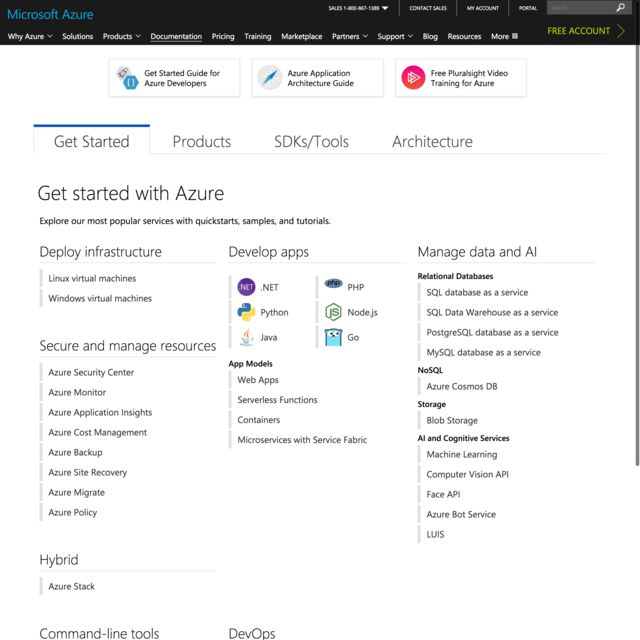 Microsoft Azure
SALES 1-800-867-1389
CONTACT SALES
MY ACCOUNT
PORTAL
Search
Why Azure
Solutions
Products
Documentation
Pricing
Training
Marketplace
Partners
Support
Blog
Resources
More
FREE ACCOUNT
Get Started Guide for
Azure Developers
Azure Application
Architecture Guide
Free Pluralsight Video
Training for Azure
Get Started
Products
SDKs/Tools
Architecture
Get started with Azure
Explore our most popular services with quickstarts, samples, and tutorials.
Deploy infrastructure
Linux virtual machines
Windows virtual machines
Secure and manage resources
Azure Security Center
Azure Monitor
Azure Application Insights
Azure Cost Management
Azure Backup
Azure Site Recovery
Azure Migrate
Azure Policy
Hybrid
Azure Stack
Command-line tools
Develop apps
NET
.NET
php
PHP
Python
Node.js
Java
Go
App Models
Web Apps
Serverless Functions
Containers
Microservices with Service Fabric
DevOps
Manage data and AI
Relational Databases
SQL database as a service
SQL Data Warehouse as a service
PostgreSQL database as a service
MySQL database as a service
NoSQL
Azure Cosmos DB
Storage
Blob Storage
AI and Cognitive Services
Machine Learning
Computer Vision API
Face API
Azure Bot Service
LUIS